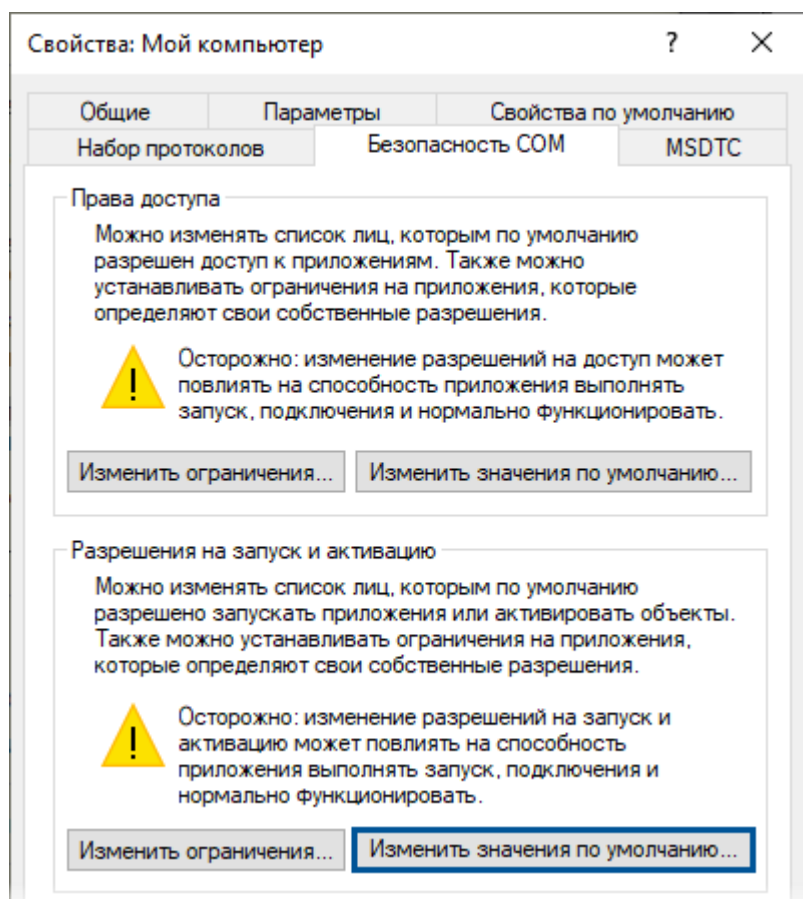 Свойства: Мой компьютер ? ×
Общие Параметры Свойства по умолчанию
Набор протоколов Безопасность COM MSDTC
Права доступа
Можно изменять список лиц, которым по умолчанию
разрешен доступ к приложениям. Также можно
устанавливать ограничения на приложения, которые
определяют свои собственные разрешения.
Осторожно: изменение разрешений на доступ может
повлиять на способность приложения выполнять
запуск, подключения и нормально функционировать.
Изменить ограничения... Изменить значения по умолчанию...
Разрешения на запуск и активацию
Можно изменять список лиц, которым по умолчанию
разрешено запускать приложения или активировать объекты.
Также можно устанавливать ограничения на приложения,
которые определяют свои собственные разрешения.
Осторожно: изменение разрешений на запуск и
активацию может повлиять на способность
приложения выполнять запуск, подключения и
нормально функционировать.
Изменить ограничения... Изменить значения по умолчанию...